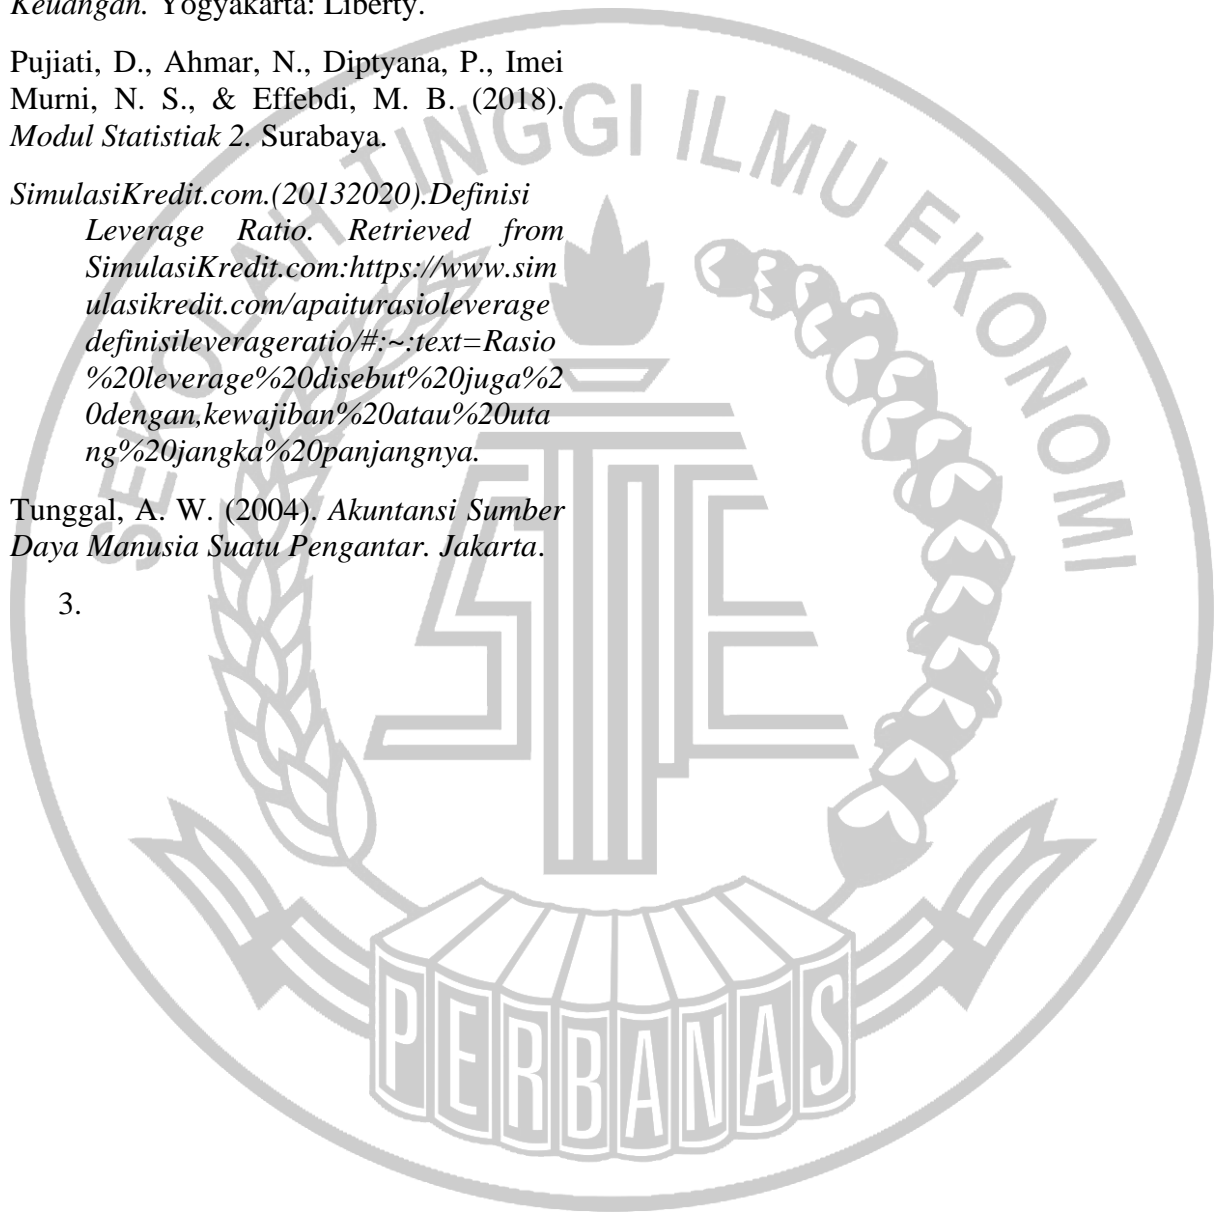 Keuangan. Yogyakarta: Liberty.
Pujiati, D., Ahmar, N., Diptyana, P., Imei
Murni, N. S., & Effebdi, M. B. (2018).
Modul Statistiak 2. Surabaya.
SimulasiKredit.com.(20132020).Definisi
Leverage Ratio. Retrieved from
SimulasiKredit.com:https://www.sim
ulasikredit.com/apaiturasioleverage
definisileverageratio/#:~:text=Rasio
%20leverage%20disebut%20juga%2
0dengan,kewajiban%20atau%20uta
ng%20jangka%20panjangnya.
Tunggal, A. W. (2004). Akuntansi Sumber
Daya Manusia Suatu Pengantar. Jakarta.
3.
SEKOLAH TINGGI ILMU EKONOMI
STIE
PERBANAS